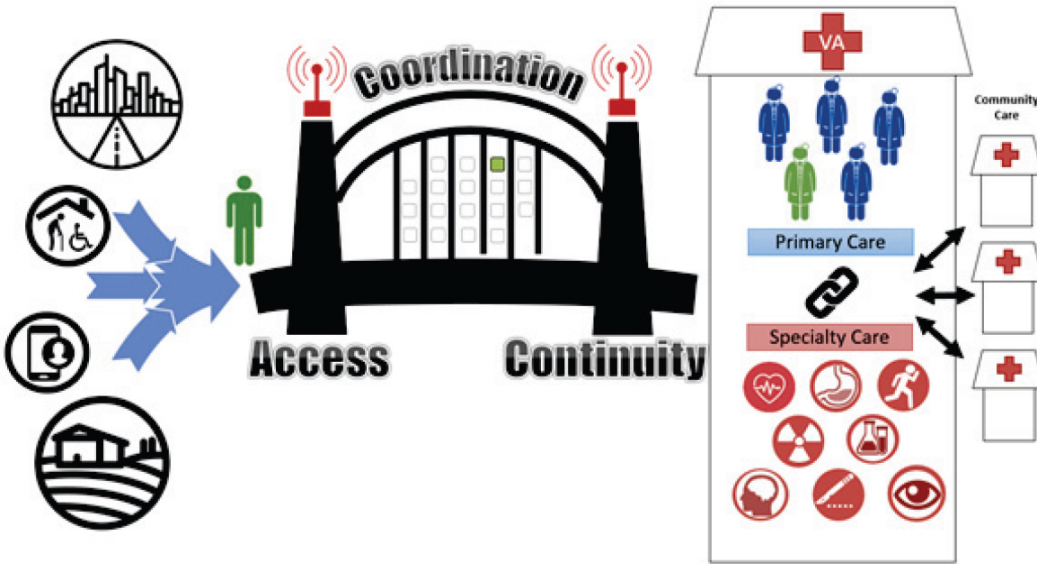 Coordination
Access
Continuity
VA
Primary Care
Specialty Care
Community
Care